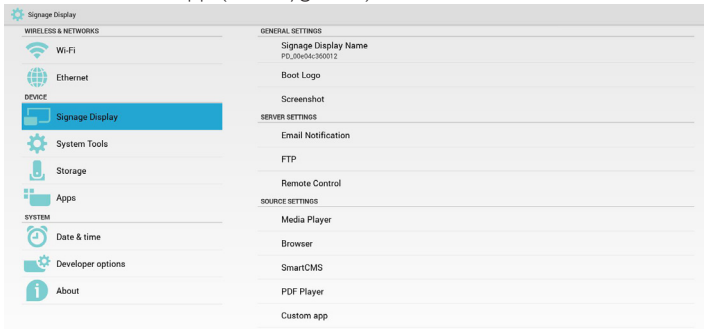 Signage Display
WIRELESS & NETWORKS
Wi-Fi
Ethernet
DEVICE
Signage Display
System Tools
Storage
Apps
SYSTEM
Date & time
Developer options
About
GENERAL SETTINGS
Signage Display Name
PD_00e04c360012
Boot Logo
Screenshot
SERVER SETTINGS
Email Notification
FTP
Remote Control
SOURCE SETTINGS
Media Player
Browser
SmartCMS
PDF Player
Custom app